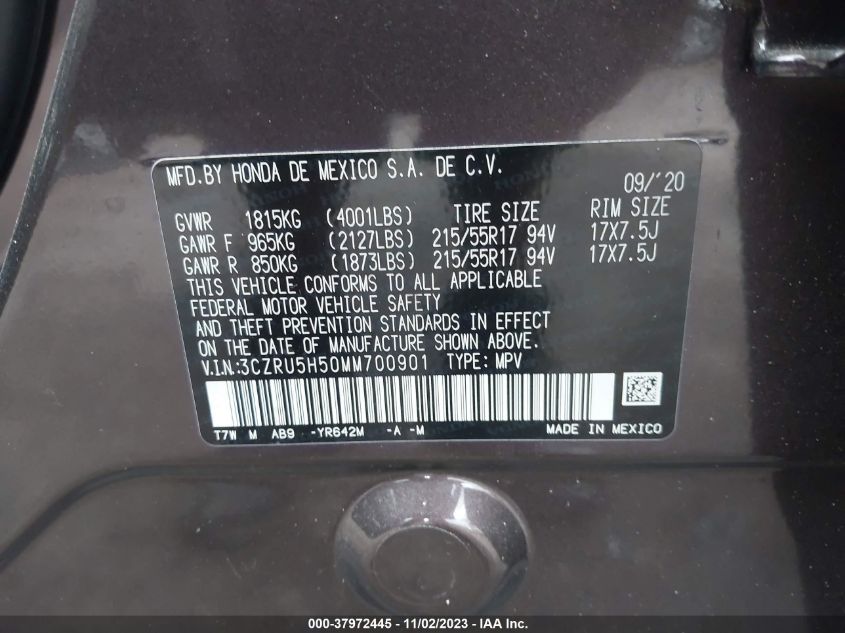 MFD.BY HONDA DE MEXICO S.A. DE C.V.
09/'20
GVWR 1815KG (4001LBS) TIRE SIZE RIM SIZE
GAWR F 965KG (2127LBS) 215/55R17 94V 17X7.5J
GAWR R 850KG (1873LBS) 215/55R17 94V 17X7.5J
THIS VEHICLE CONFORMS TO ALL APPLICABLE
FEDERAL MOTOR VEHICLE SAFETY
AND THEFT PREVENTION STANDARDS IN EFFECT
ON THE DATE OF MANUFACTURE SHOWN ABOVE.
V.I.N.:3CZRU5H50MM700901 TYPE: MPV
T7W M AB9 -YR642M -A -M MADE IN MEXICO
000-37972445 - 11/02/2023 - IAAI Inc.